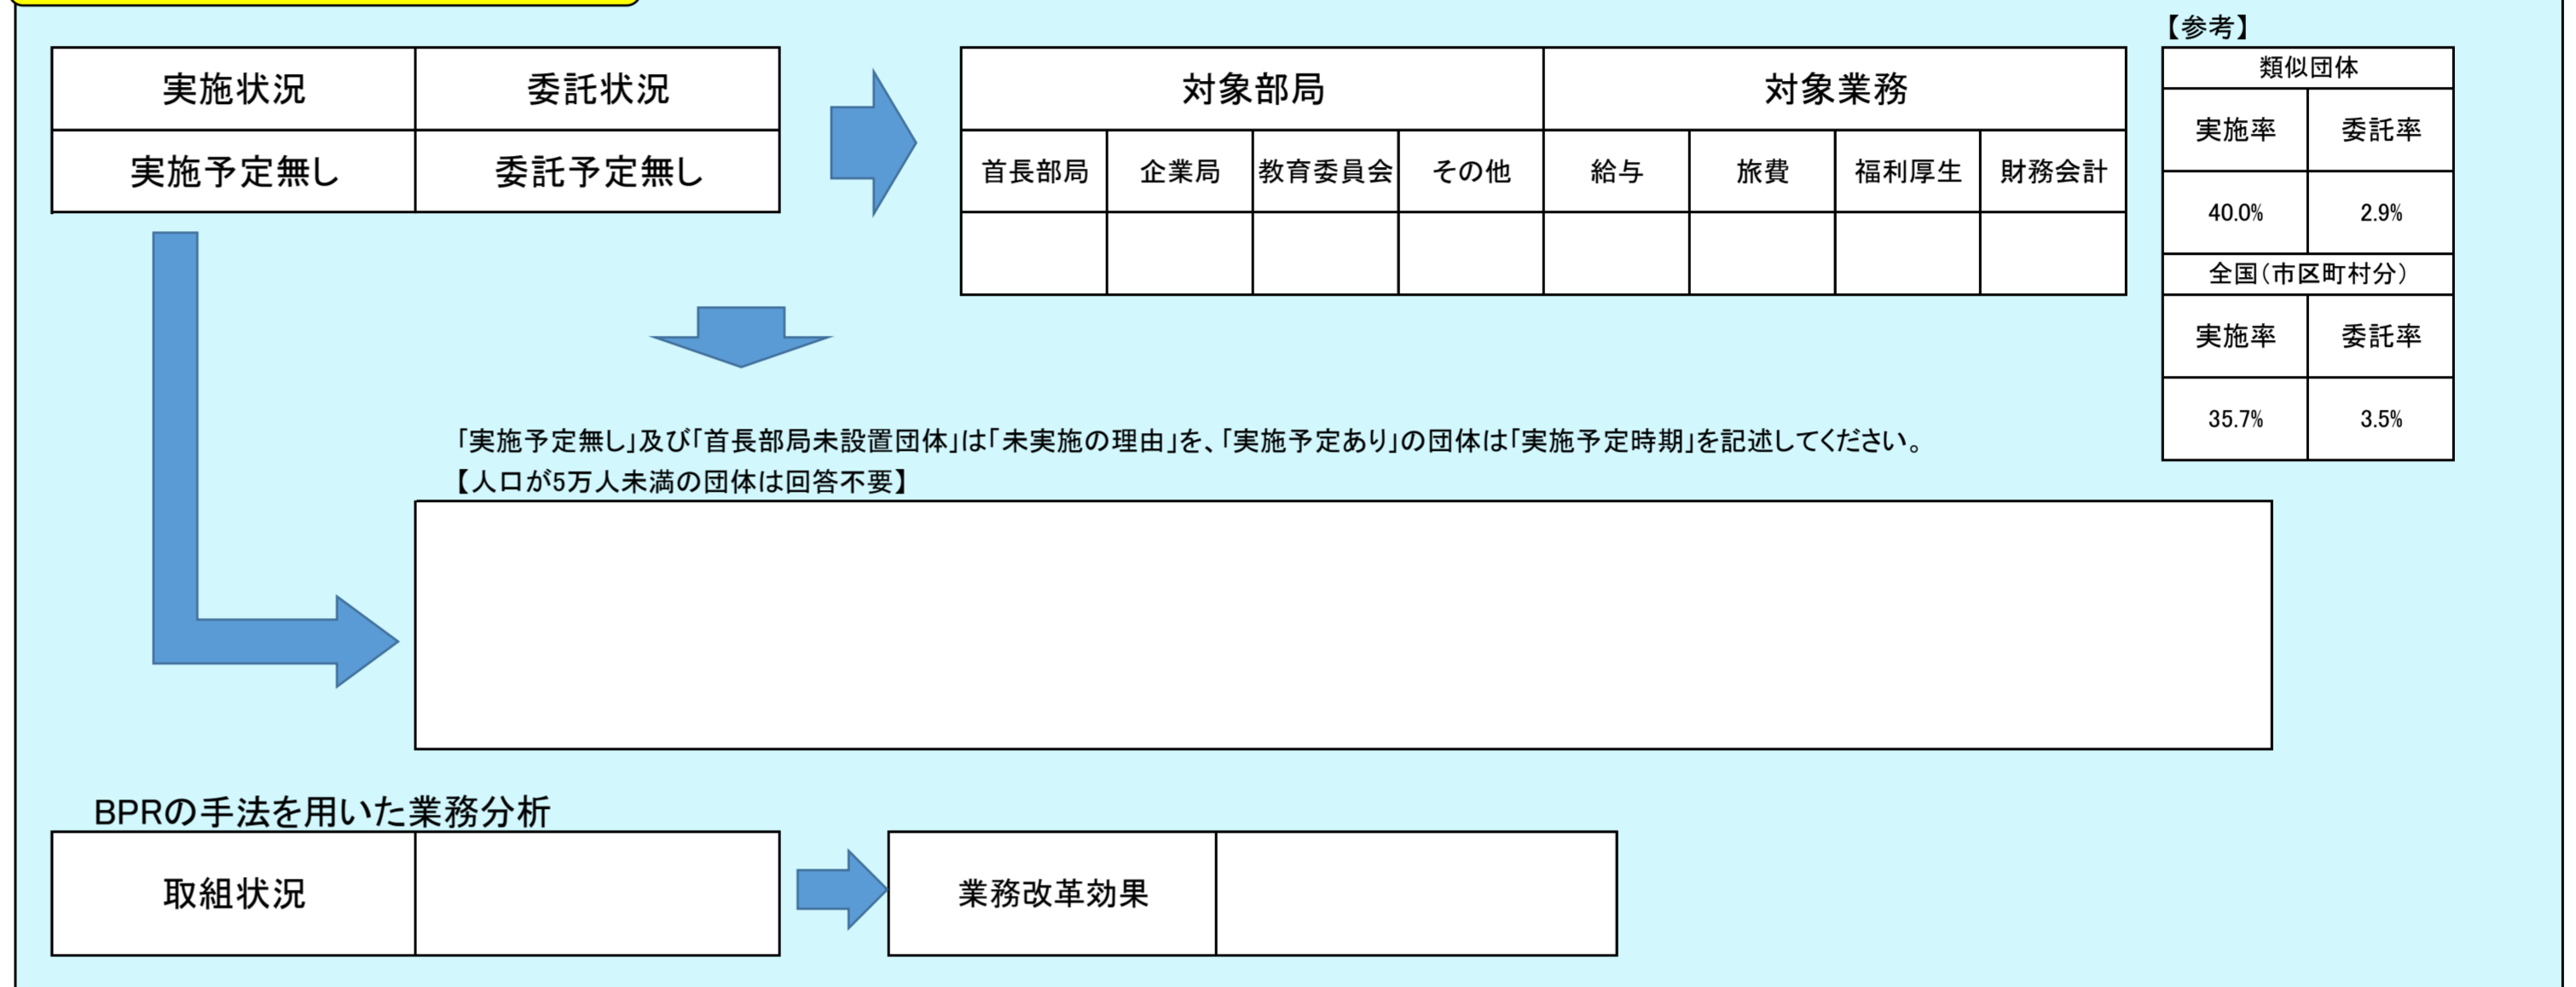 【参考】
実施状況 委託状況
実施予定無し 委託予定無し
対象部局 対象業務
首長部局 企業局 教育委員会 その他 給与 旅費 福利厚生 財務会計
類似団体
実施率 委託率
40.0% 2.9%
全国（市区町村分）
実施率 委託率
35.7% 3.5%
「実施予定無し」及び「首長部局未設置団体」は「未実施の理由」を、「実施予定あり」の団体は「実施予定時期」を記述してください。
【人口が5万人未満の団体は回答不要】
BPRの手法を用いた業務分析
取組状況
業務改革効果